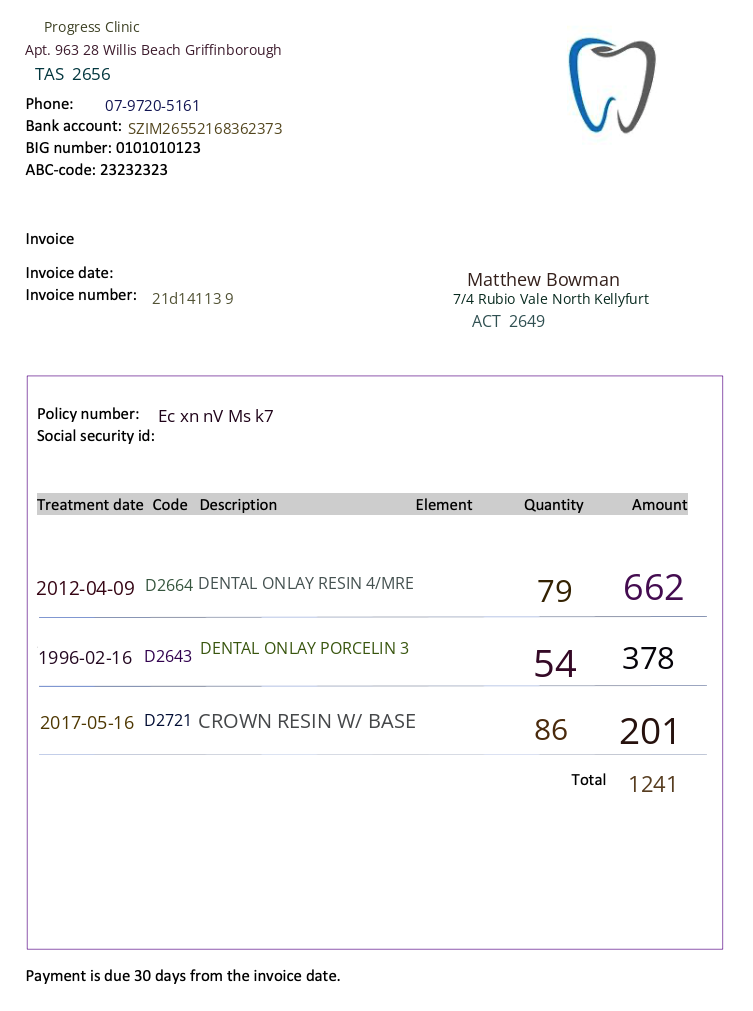 Progress Clinic
Apt. 963 28 Willis Beach Griffinborough
TAS 2656
Phone: 07-9720-5161
Bank account: SZIM26552168362373
BIG number: 0101010123
ABC-code: 23232323
Invoice
Invoice date:
Invoice number: 21d14113 9
Matthew Bowman
7/4 Rubio Vale North Kellyfurt
ACT 2649
Policy number: Ec xn nV Ms k7
Social security id:
Treatment date Code Description Element Quantity Amount
2012-04-09 D2664 DENTAL ONLAY RESIN 4/MRE 79 662
1996-02-16 D2643 DENTAL ONLAY PORCELIN 3 54 378
2017-05-16 D2721 CROWN RESIN W/ BASE 86 201
Total 1241
Payment is due 30 days from the invoice date.